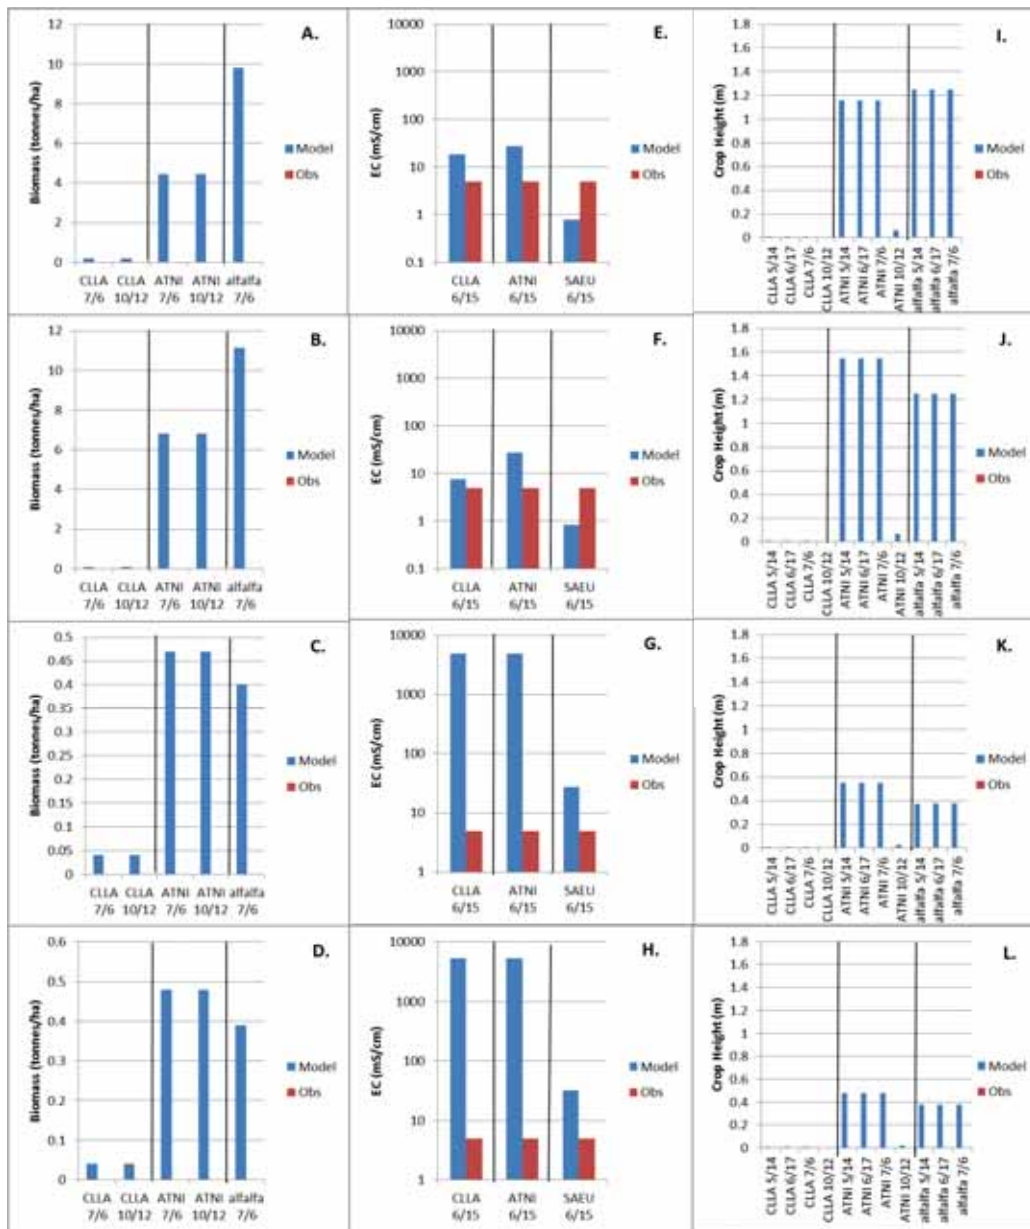 A.
Biomass (tonnes/ha)
12
10
8
6
4
2
0
CLLA 7/6
CLLA 10/12
ATNI 7/6
ATNI 10/12
alfalfa 7/6
Model
Obs
E.
EC (mS/cm)
10000
1000
100
10
1
0.1
CLLA 6/15
ATNI 6/15
SAEU 6/15
Model
Obs
I.
Crop Height (m)
1.8
1.6
1.4
1.2
1
0.8
0.6
0.4
0.2
0
CLLA 5/14
CLLA 6/17
CLLA 7/6
CLLA 10/12
ATNI 5/14
ATNI 6/17
ATNI 7/6
ATNI 10/12
alfalfa 5/14
alfalfa 6/17
alfalfa 7/6
Model
Obs
B.
Biomass (tonnes/ha)
12
10
8
6
4
2
0
CLLA 7/6
CLLA 10/12
ATNI 7/6
ATNI 10/12
alfalfa 7/6
Model
Obs
F.
EC (mS/cm)
10000
1000
100
10
1
0.1
CLLA 6/15
ATNI 6/15
SAEU 6/15
Model
Obs
J.
Crop Height (m)
1.8
1.6
1.4
1.2
1
0.8
0.6
0.4
0.2
0
CLLA 5/14
CLLA 6/17
CLLA 7/6
CLLA 10/12
ATNI 5/14
ATNI 6/17
ATNI 7/6
ATNI 10/12
alfalfa 5/14
alfalfa 6/17
alfalfa 7/6
Model
Obs
C.
Biomass (tonnes/ha)
0.5
0.45
0.4
0.35
0.3
0.25
0.2
0.15
0.1
0.05
0
CLLA 7/6
CLLA 10/12
ATNI 7/6
ATNI 10/12
alfalfa 7/6
Model
Obs
G.
EC (mS/cm)
10000
1000
100
10
1
CLLA 6/15
ATNI 6/15
SAEU 6/15
Model
Obs
K.
Crop Height (m)
1.8
1.6
1.4
1.2
1
0.8
0.6
0.4
0.2
0
CLLA 5/14
CLLA 6/17
CLLA 7/6
CLLA 10/12
ATNI 5/14
ATNI 6/17
ATNI 7/6
ATNI 10/12
alfalfa 5/14
alfalfa 6/17
alfalfa 7/6
Model
Obs
D.
Biomass (tonnes/ha)
0.6
0.5
0.4
0.3
0.2
0.1
0
CLLA 7/6
CLLA 10/12
ATNI 7/6
ATNI 10/12
alfalfa 7/6
Model
Obs
H.
EC (mS/cm)
10000
1000
100
10
1
CLLA 6/15
ATNI 6/15
SAEU 6/15
Model
Obs
L.
Crop Height (m)
1.8
1.6
1.4
1.2
1
0.8
0.6
0.4
0.2
0
CLLA 5/14
CLLA 6/17
CLLA 7/6
CLLA 10/12
ATNI 5/14
ATNI 6/17
ATNI 7/6
ATNI 10/12
alfalfa 5/14
alfalfa 6/17
alfalfa 7/6
Model
Obs